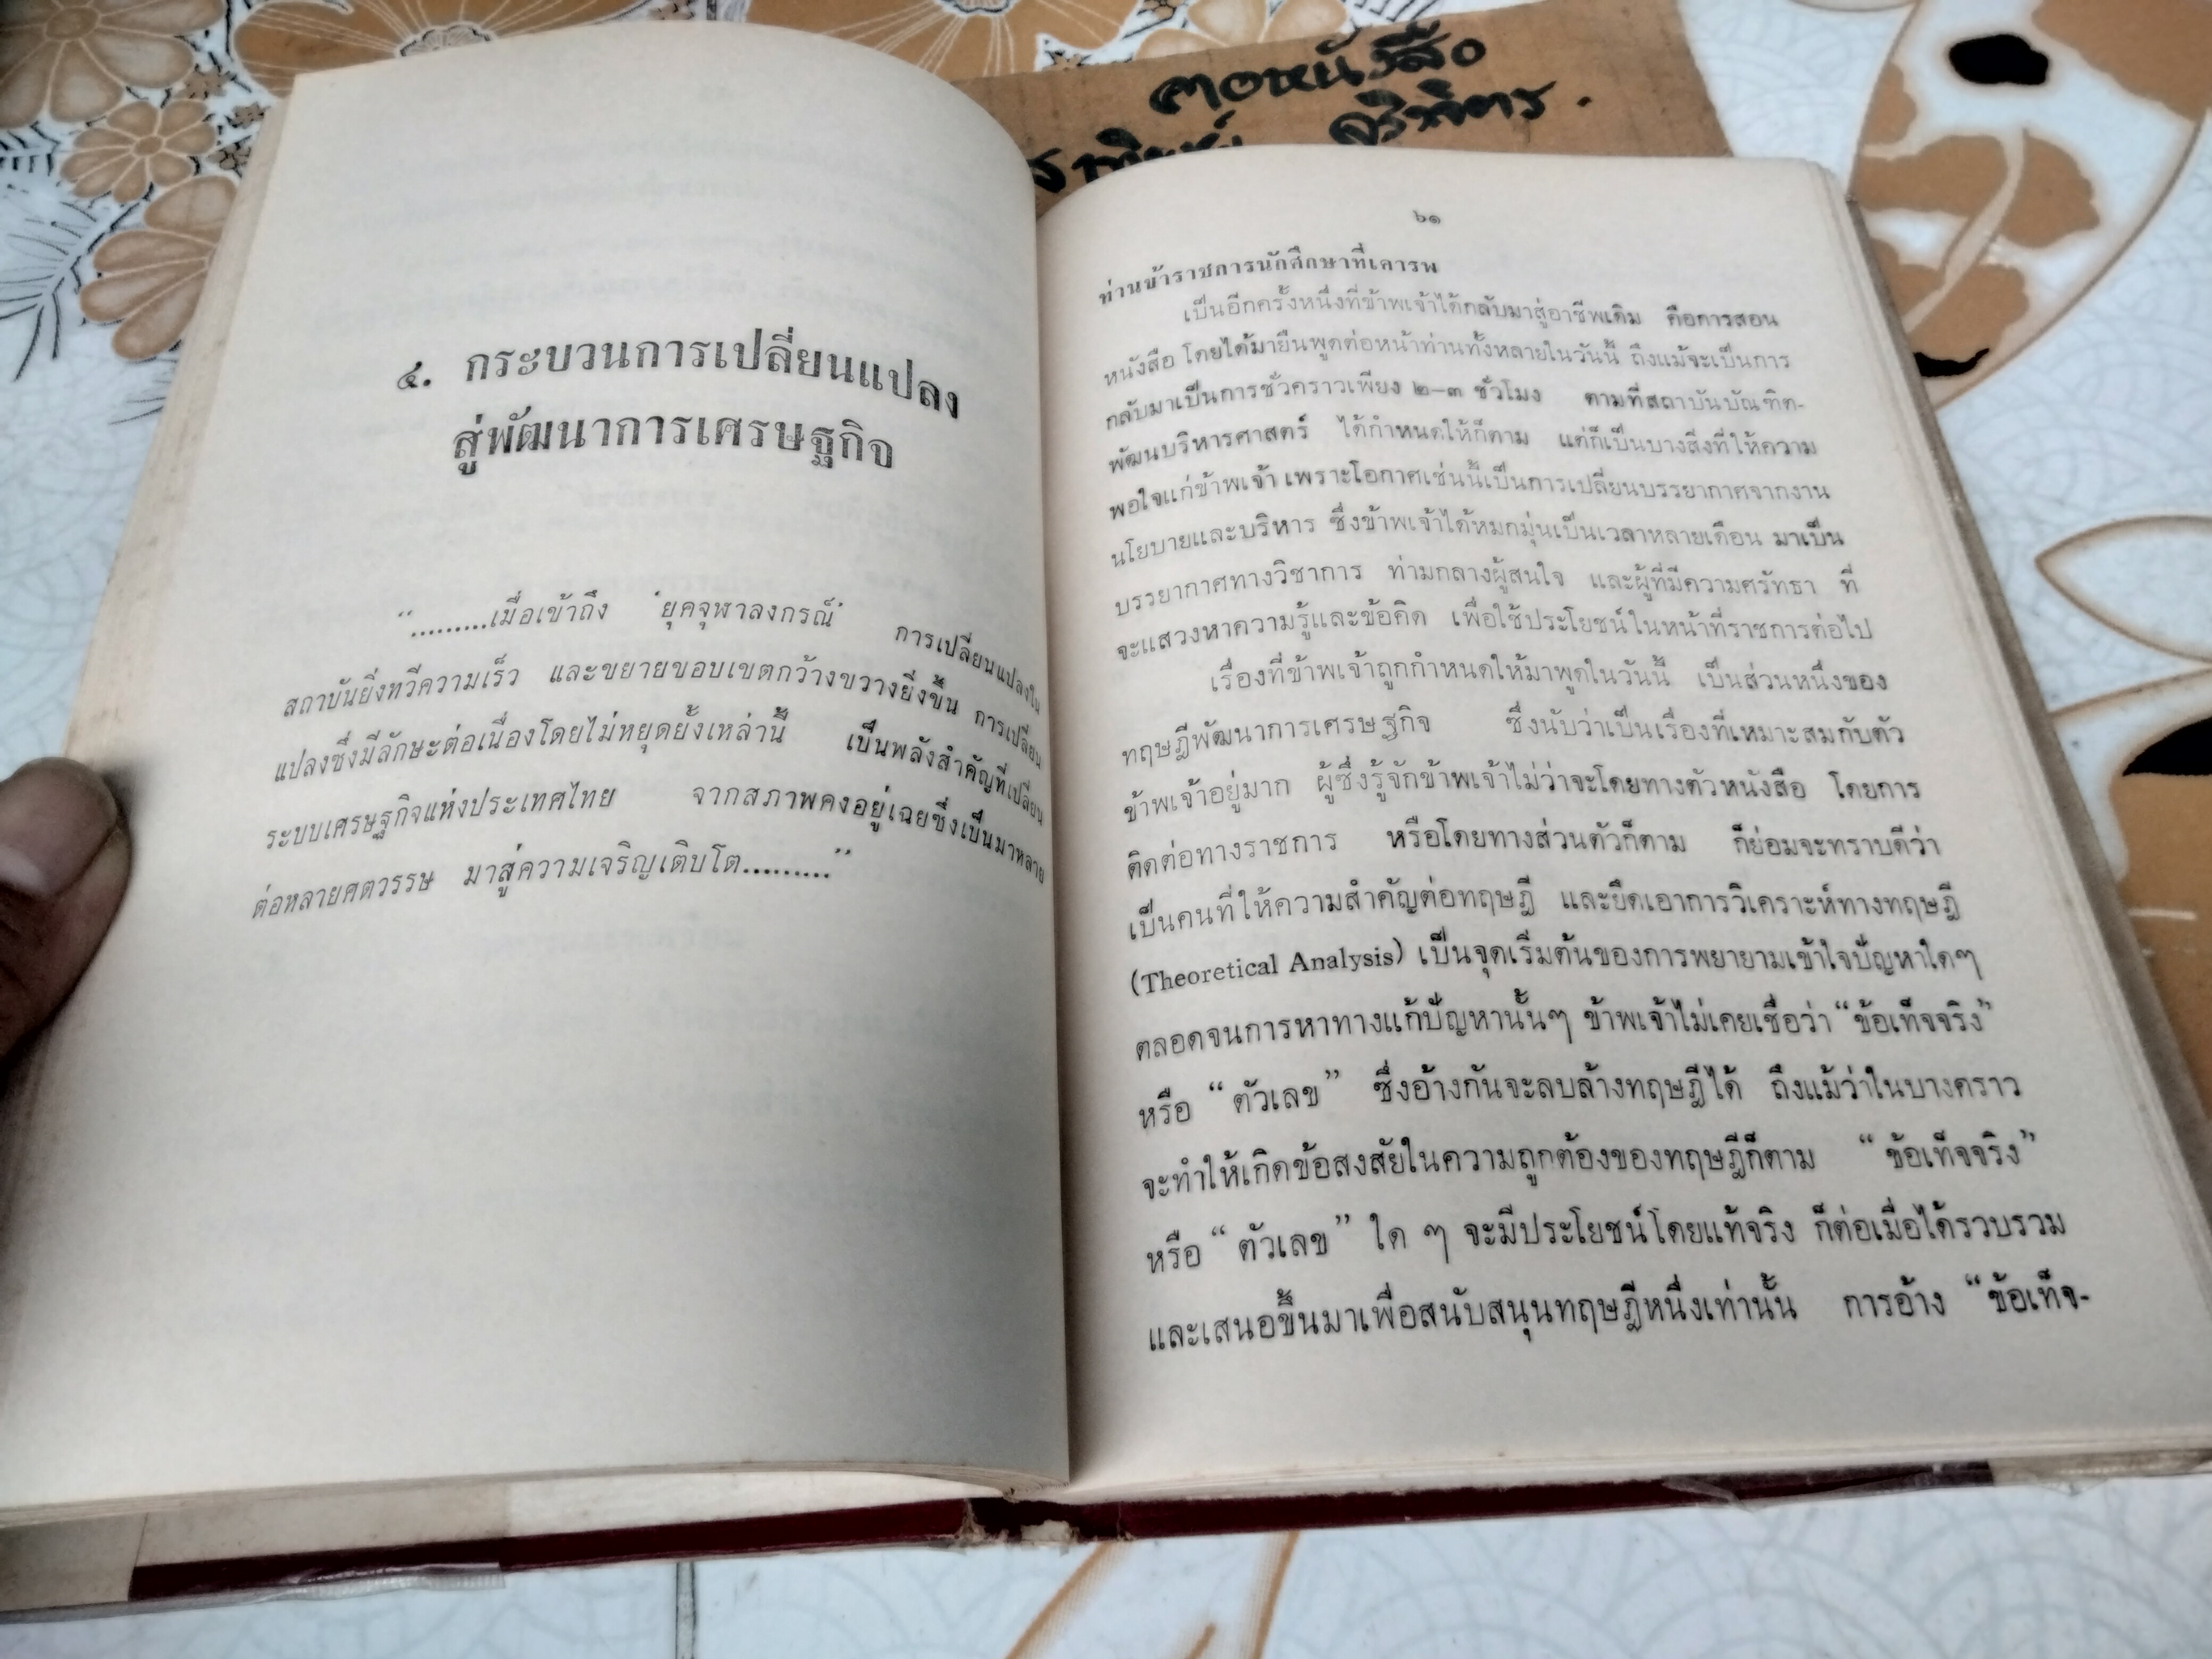 ๔. กระบวนการเปลี่ยนแปลง
สู่พัฒนาการเศรษฐกิจ
“.........เมื่อเข้าถึง ‘ยุคจุฬาลงกรณ์’ การเปลี่ยนแปลงใน
สถาบันยิ่งทวีความเร็ว และขยายขอบเขตกว้างขวางยิ่งขึ้น การเปลี่ยน
แปลงซึ่งมีลักษะต่อเนื่องโดยไม่หยุดยั้งเหล่านี้ เป็นพลังสำคัญที่เปลี่ยน
ระบบเศรษฐกิจแห่งประเทศไทย จากสภาพคงอยู่เฉยซึ่งเป็นมาหลาย
ต่อหลายศตวรรษ มาสู่ความเจริญเติบโต.........”
ฅอหนังสือ
๖๑
ท่านข้าราชการนักศึกษาที่เคารพ
เป็นอีกครั้งหนึ่งที่ข้าพเจ้าได้กลับมาสู่อาชีพเดิม คือการสอน
หนังสือ โดยได้มายืนพูดต่อหน้าท่านทั้งหลายในวันนี้ ถึงแม้จะเป็นการ
กลับมาเป็นการชั่วคราวเพียง ๒-๓ ชั่วโมง ตามที่สถาบันบัณฑิต-
พัฒนบริหารศาสตร์ ได้กำหนดให้ก็ตาม แต่ก็เป็นบางสิ่งที่ให้ความ
พอใจแก่ข้าพเจ้า เพราะโอกาศเช่นนี้เป็นการเปลี่ยนบรรยากาศจากงาน
นโยบายและบริหาร ซึ่งข้าพเจ้าได้หมกมุ่นเป็นเวลาหลายเดือน มาเป็น
บรรยากาศทางวิชาการ ท่ามกลางผู้สนใจ และผู้ที่มีความศรัทธา ที่
จะแสวงหาความรู้และข้อคิด เพื่อใช้ประโยชน์ในหน้าที่ราชการต่อไป
เรื่องที่ข้าพเจ้าถูกกำหนดให้มาพูดในวันนี้ เป็นส่วนหนึ่งของ
ทฤษฎีพัฒนาการเศรษฐกิจ ซึ่งนับว่าเป็นเรื่องที่เหมาะสมกับตัว
ข้าพเจ้าอยู่มาก ผู้ซึ่งรู้จักข้าพเจ้าไม่ว่าจะโดยทางตัวหนังสือ โดยการ
ติดต่อทางราชการ หรือโดยทางส่วนตัวก็ตาม ก็ย่อมจะทราบดีว่า
เป็นคนที่ให้ความสำคัญต่อทฤษฎี และยึดเอาการวิเคราะห์ทางทฤษฎี
(Theoretical Analysis) เป็นจุดเริ่มต้นของการพยายามเข้าใจปัญหาใดๆ
ตลอดจนการหาทางแก้ปัญหานั้นๆ ข้าพเจ้าไม่เคยเชื่อว่า “ข้อเท็จจริง”
หรือ “ตัวเลข” ซึ่งอ้างกันจะลบล้างทฤษฎีได้ ถึงแม้ว่าในบางคราว
จะทำให้เกิดข้อสงสัยในความถูกต้องของทฤษฎีก็ตาม “ข้อเท็จจริง”
หรือ “ตัวเลข” ใด ๆ จะมีประโยชน์โดยแท้จริง ก็ต่อเมื่อได้รวบรวม
และเสนอขึ้นมาเพื่อสนับสนุนทฤษฎีหนึ่งเท่านั้น การอ้าง “ข้อเท็จ-